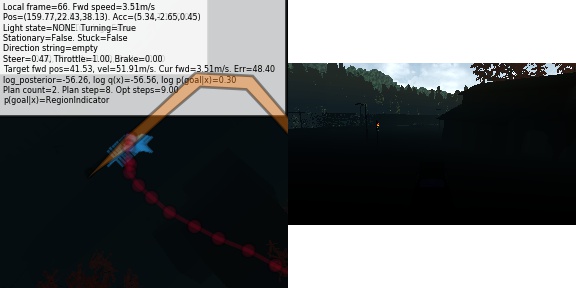 Local frame=66. Fwd speed=3.51m/s
Pos=(159.77,22.43,38.13). Acc=(5.34,-2.65,0.45)
Light state=NONE. Turning=True
Stationary=False. Stuck=False
Direction string=empty
Steer=0.47, Throttle=1.00, Brake=0.00
Target fwd pos=41.53, vel=51.91m/s. Cur fwd=3.51m/s, Err=48.40
log_posterior=-56.26, log q(x)=-56.56, log p(goal|x)=0.30
Plan count=2. Plan step=8. Opt steps=9.00
p(goal|x)=RegionIndicator